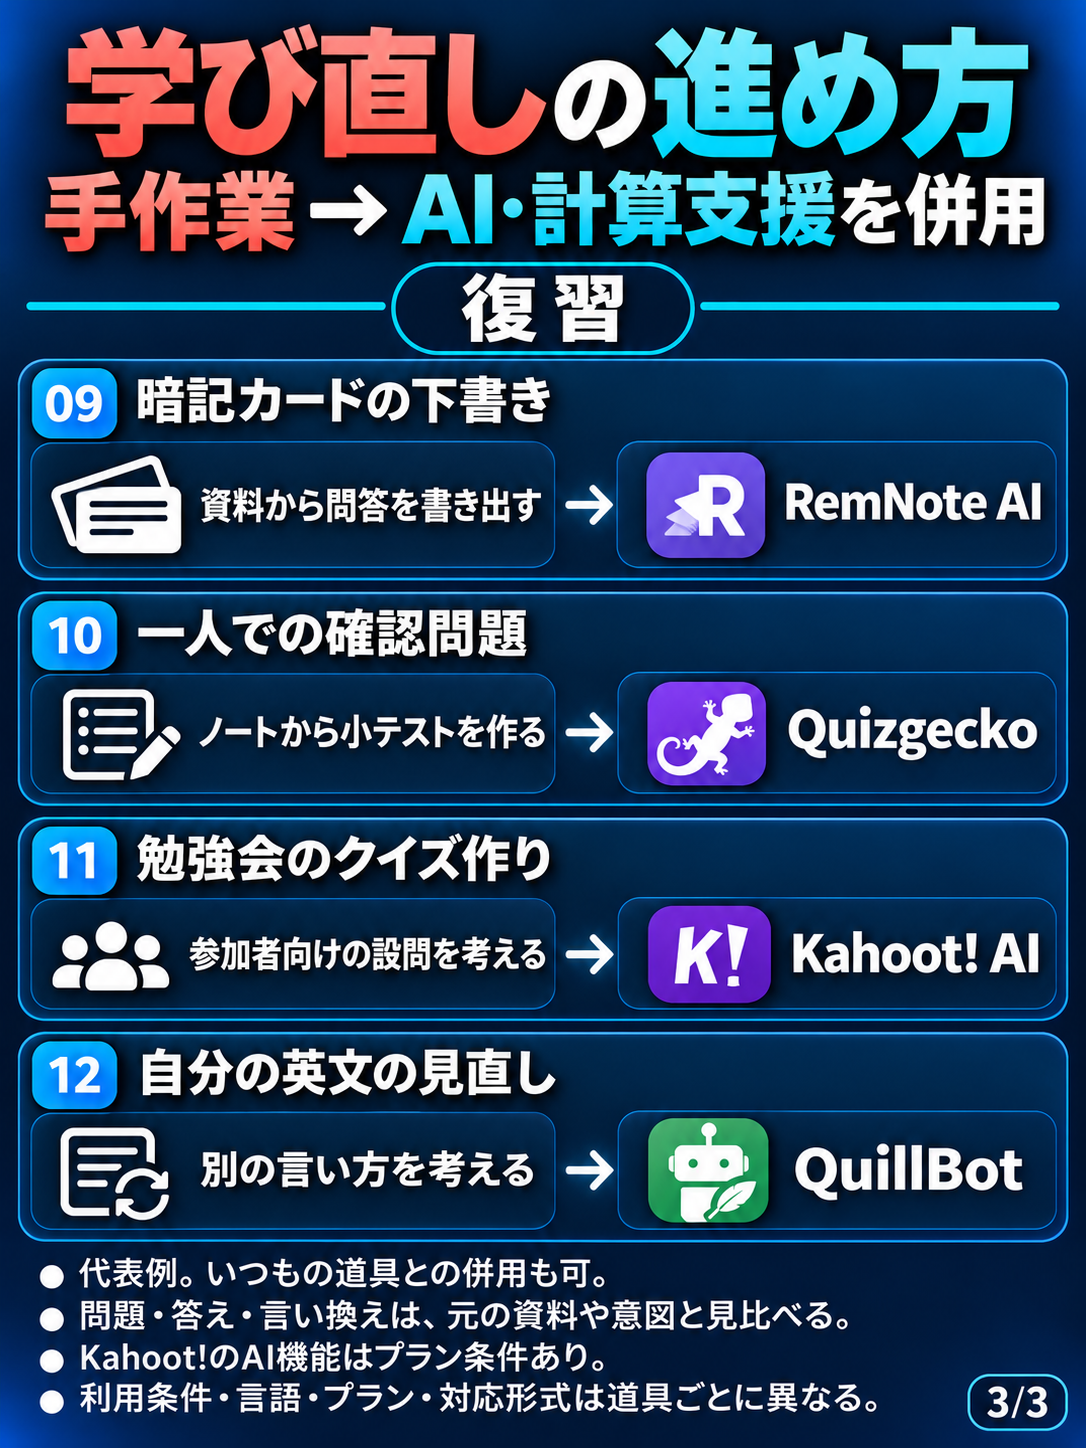 学び直しの進め方
手作業→AI・計算支援を併用
復習
09 暗記カードの下書き
資料から問答を書き出す → R RemNote AI
10 一人での確認問題
ノートから小テストを作る → Quizgecko
11 勉強会のクイズ作り
参加者向けの設問を考える → K! Kahoot! AI
12 自分の英文の見直し
別の言い方を考える → QuillBot
● 代表例。いつもの道具との併用も可。
● 問題・答え・言い換えは、元の資料や意図と見比べる。
● Kahoot!のAI機能はプラン条件あり。
● 利用条件・言語・プラン・対応形式は道具ごとに異なる。
3/3